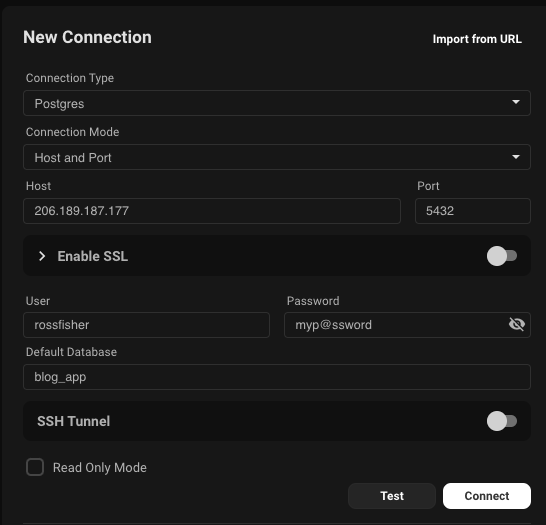 New Connection
Import from URL
Connection Type
Postgres
Connection Mode
Host and Port
Host
Port
206.189.187.177
5432
Enable SSL
User
Password
rossfisher
myp@ssword
Default Database
blog_app
SSH Tunnel
Read Only Mode
Test
Connect